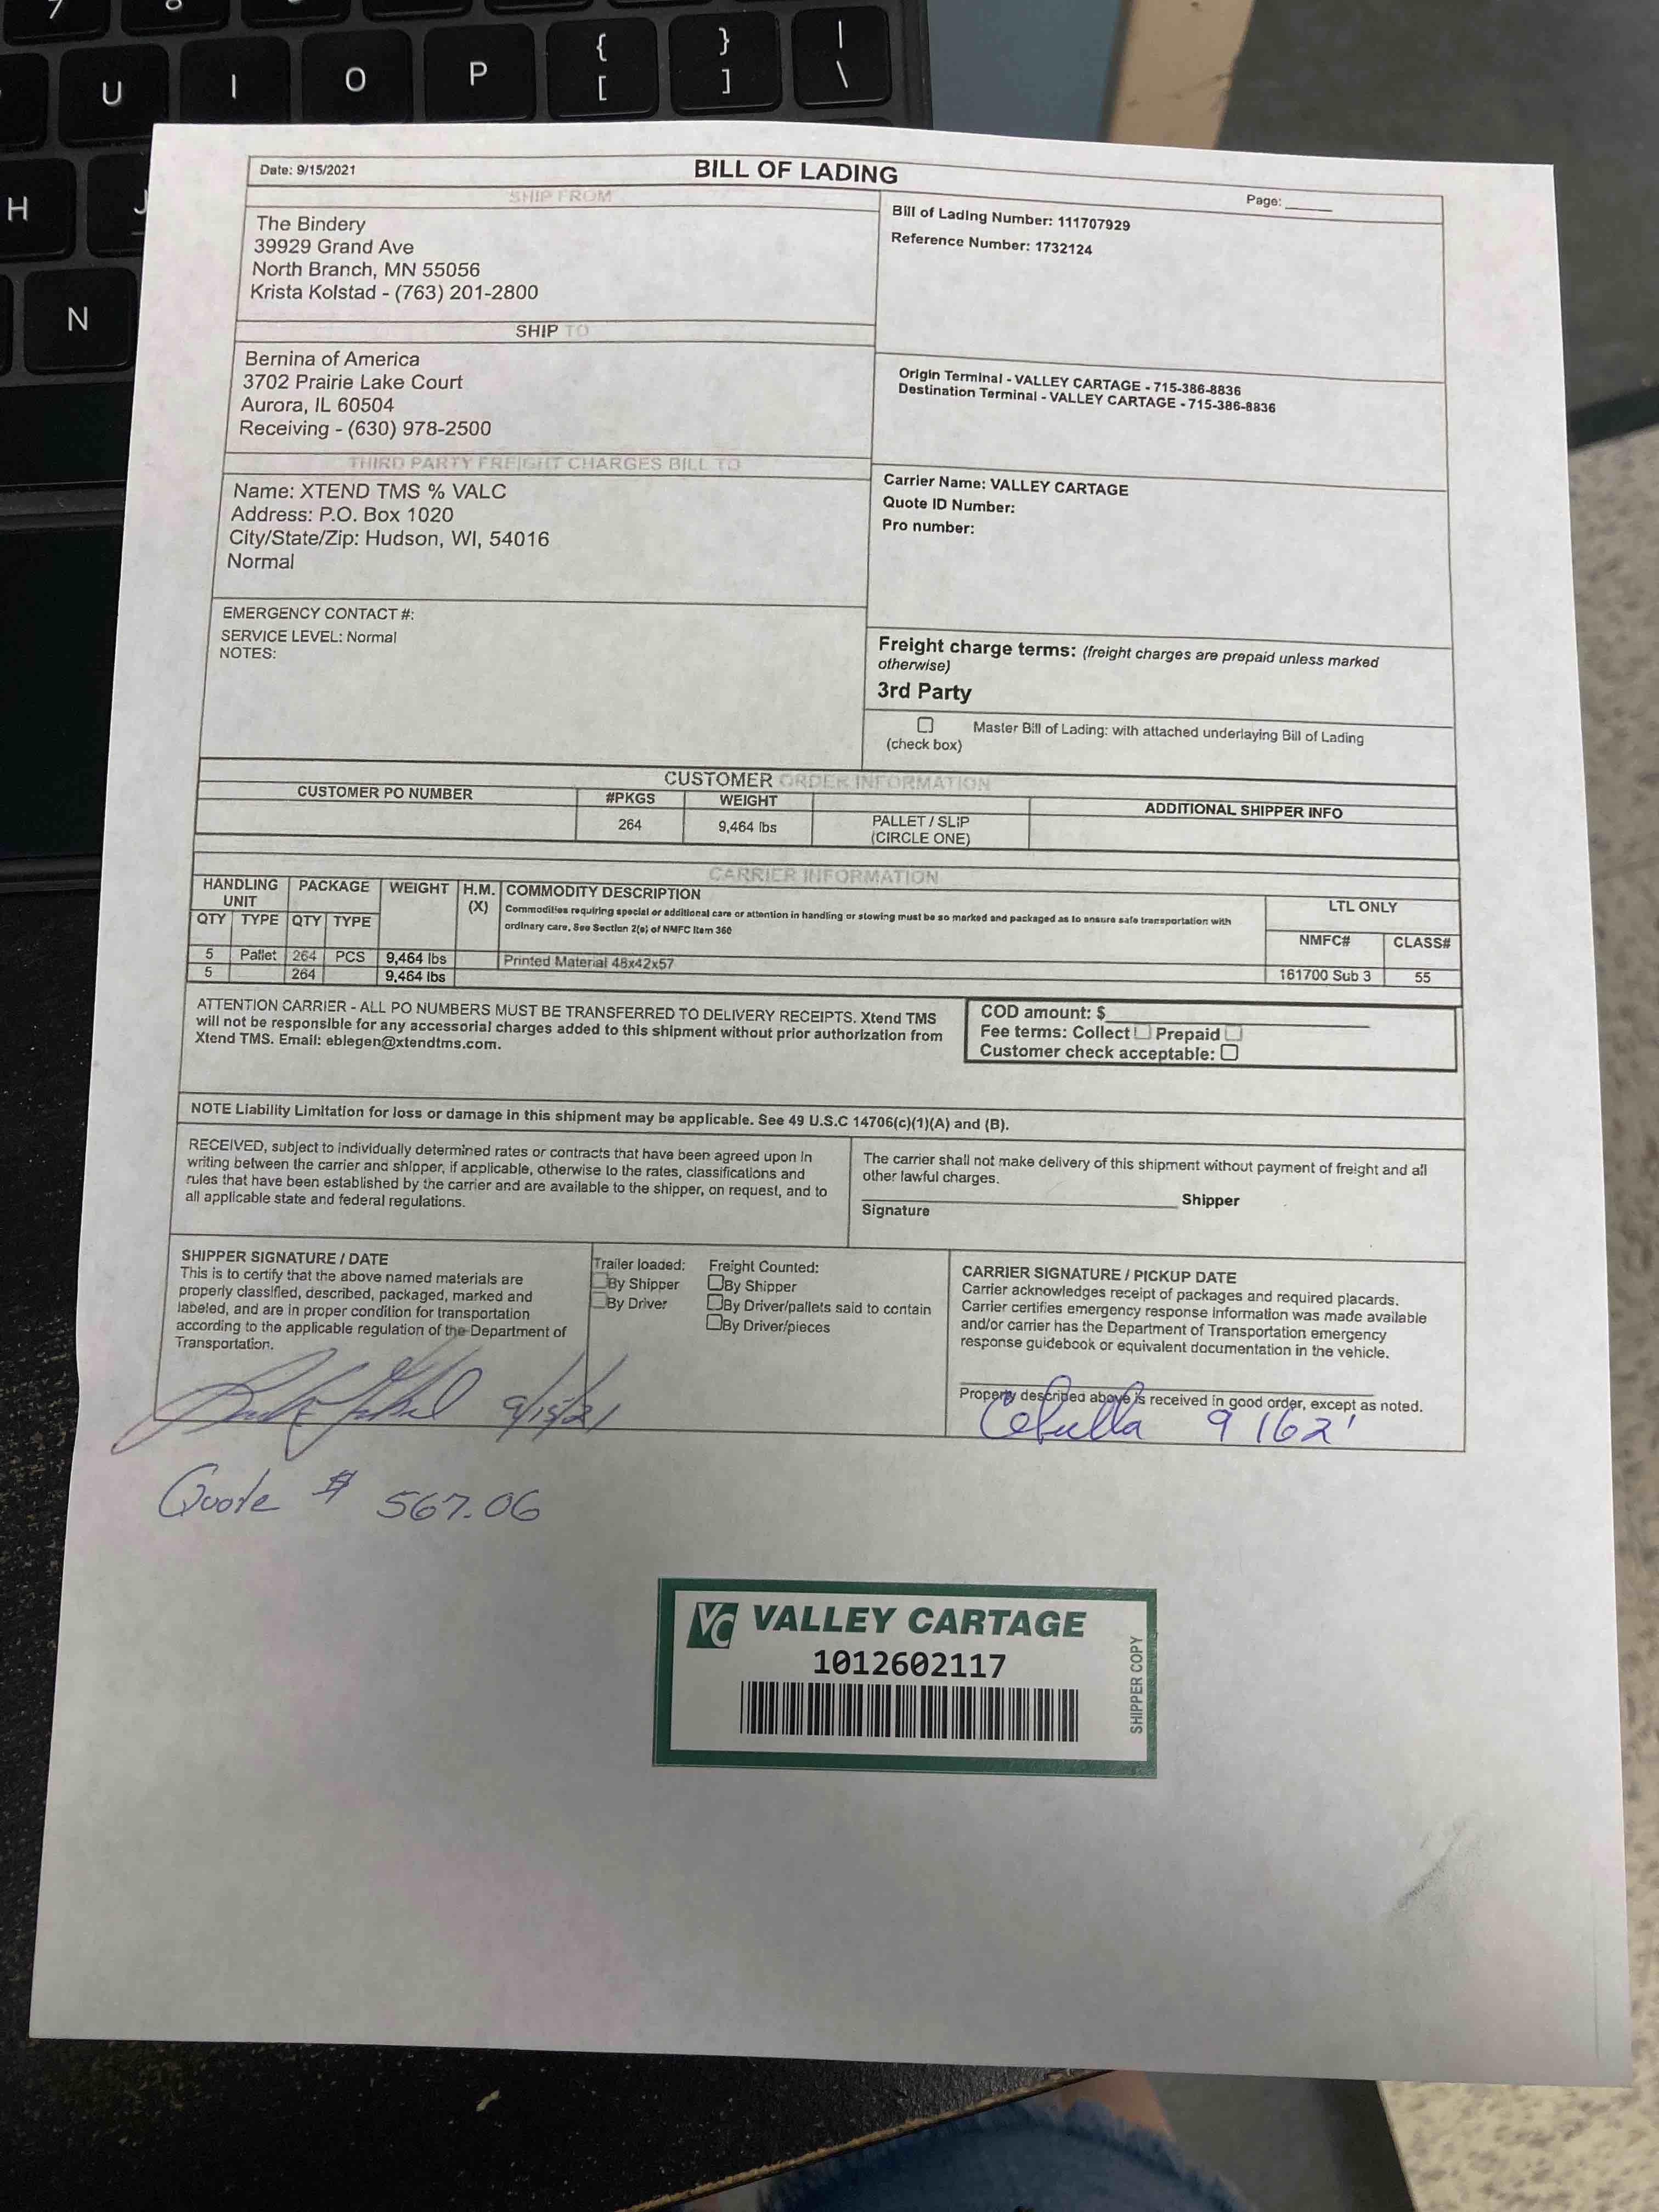 7
8
U
I
O
P
{
[
}
]
|
\
H
J
N
Date: 9/15/2021
BILL OF LADING
Page:
SHIP FROM
The Bindery
39929 Grand Ave
North Branch, MN 55056
Krista Kolstad - (763) 201-2800
Bill of Lading Number: 111707929
Reference Number: 1732124
SHIP TO
Bernina of America
3702 Prairie Lake Court
Aurora, IL 60504
Receiving - (630) 978-2500
Origin Terminal - VALLEY CARTAGE - 715-386-8836
Destination Terminal - VALLEY CARTAGE - 715-386-8836
THIRD PARTY FREIGHT CHARGES BILL TO
Name: XTEND TMS % VALC
Address: P.O. Box 1020
City/State/Zip: Hudson, WI, 54016
Normal
Carrier Name: VALLEY CARTAGE
Quote ID Number:
Pro number:
EMERGENCY CONTACT #:
SERVICE LEVEL: Normal
NOTES:
Freight charge terms: (freight charges are prepaid unless marked
otherwise)
3rd Party
Master Bill of Lading: with attached underlaying Bill of Lading
(check box)
CUSTOMER ORDER INFORMATION
CUSTOMER PO NUMBER #PKGS WEIGHT ADDITIONAL SHIPPER INFO
264 9,464 lbs PALLET / SLIP
(CIRCLE ONE)
CARRIER INFORMATION
HANDLING UNIT PACKAGE WEIGHT H.M. (X) COMMODITY DESCRIPTION LTL ONLY
Commodities requiring special or additional care or attention in handling or stowing must be so marked and packaged as to ensure safe transportation with
ordinary care. See Section 2(e) of NMFC Item 360
QTY TYPE QTY TYPE NMFC# CLASS#
5 Pallet 264 PCS 9,464 lbs Printed Material 48x42x57 161700 Sub 3 55
5 264 9,464 lbs
ATTENTION CARRIER - ALL PO NUMBERS MUST BE TRANSFERRED TO DELIVERY RECEIPTS. Xtend TMS
will not be responsible for any accessorial charges added to this shipment without prior authorization from
Xtend TMS. Email: eblegen@xtendtms.com.
COD amount: $
Fee terms: Collect Prepaid
Customer check acceptable:
NOTE Liability Limitation for loss or damage in this shipment may be applicable. See 49 U.S.C 14706(c)(1)(A) and (B).
RECEIVED, subject to individually determined rates or contracts that have been agreed upon in
writing between the carrier and shipper, if applicable, otherwise to the rates, classifications and
rules that have been established by the carrier and are available to the shipper, on request, and to
all applicable state and federal regulations.
The carrier shall not make delivery of this shipment without payment of freight and all
other lawful charges.
Shipper
Signature
SHIPPER SIGNATURE / DATE
This is to certify that the above named materials are
properly classified, described, packaged, marked and
labeled, and are in proper condition for transportation
according to the applicable regulation of the Department of
Transportation.
9/15/21
Trailer loaded:
By Shipper
By Driver
Freight Counted:
By Shipper
By Driver/pallets said to contain
By Driver/pieces
CARRIER SIGNATURE / PICKUP DATE
Carrier acknowledges receipt of packages and required placards.
Carrier certifies emergency response information was made available
and/or carrier has the Department of Transportation emergency
response guidebook or equivalent documentation in the vehicle.
Property described above is received in good order, except as noted.
9 16 2'
Quote $ 567.06
VC VALLEY CARTAGE
1012602117
SHIPPER COPY